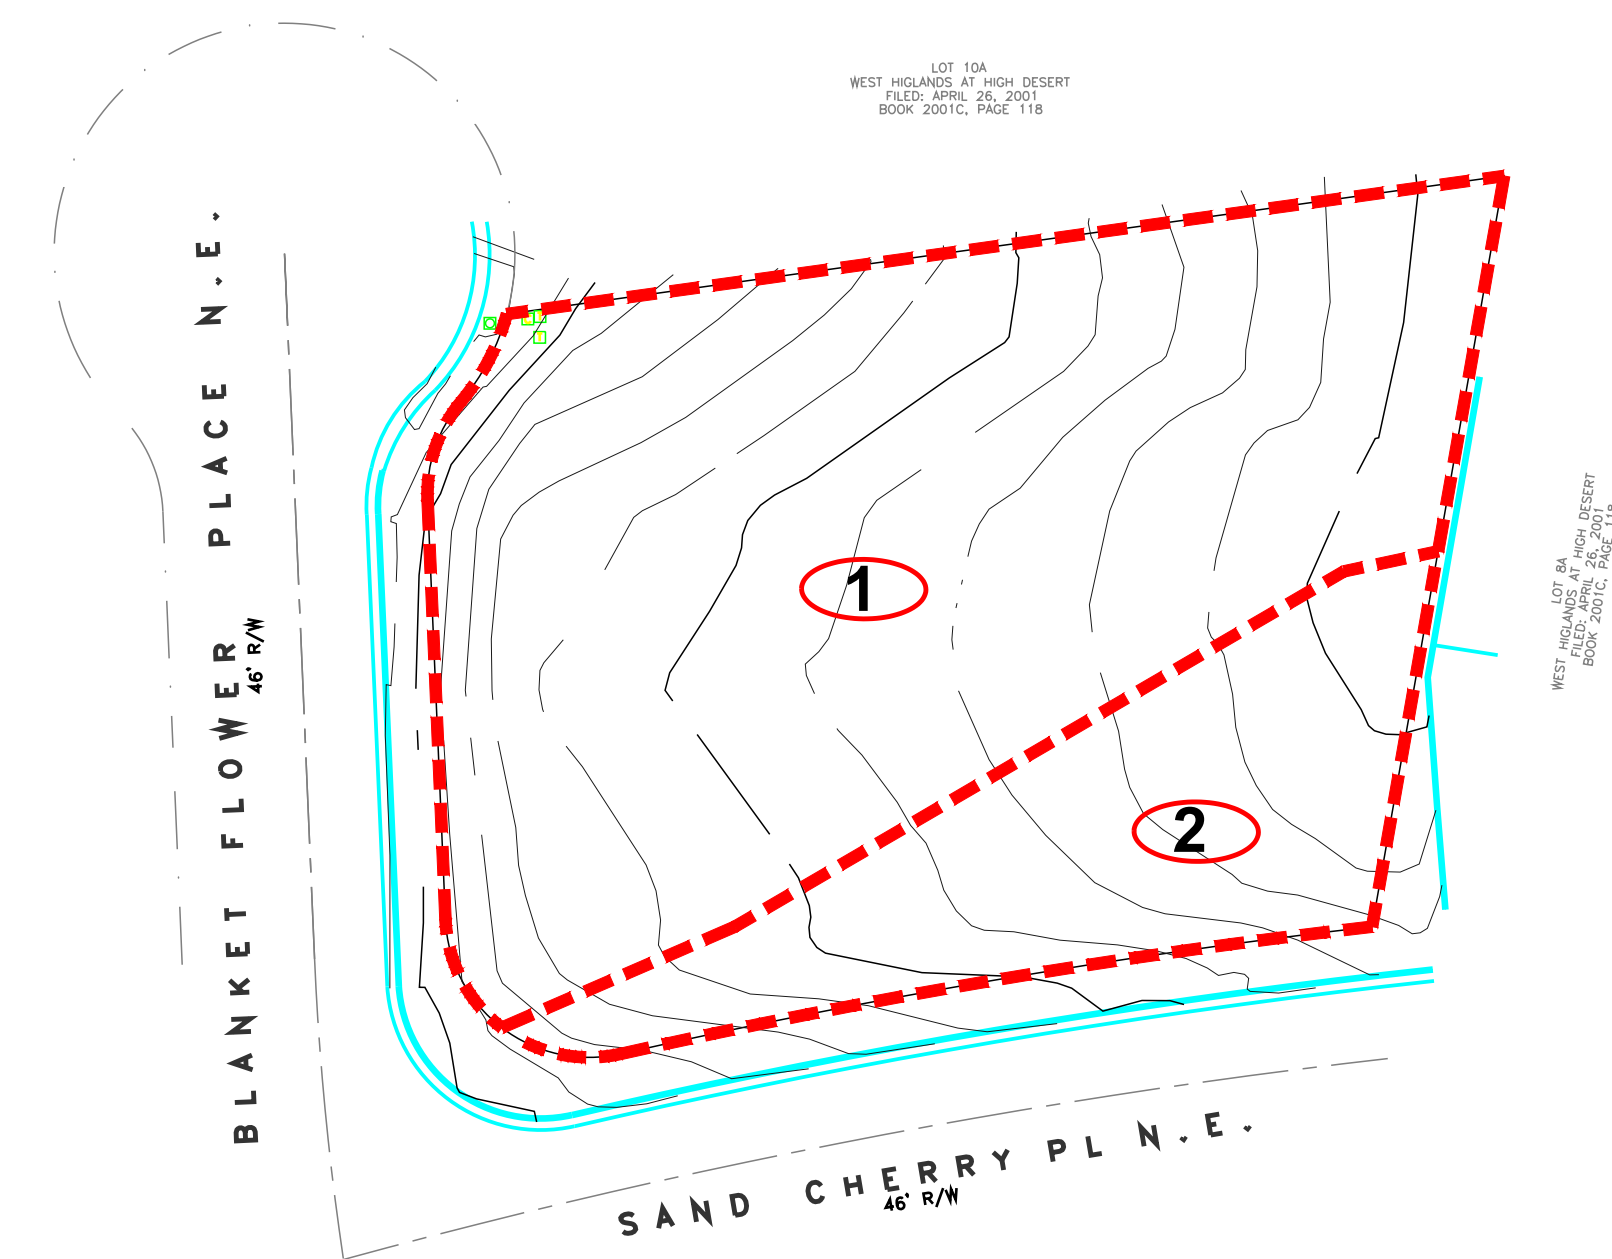 LOT 10A
WEST HIGLANDS AT HIGH DESERT
FILED: APRIL 26, 2001
BOOK 2001C, PAGE 118
BLANKET FLOWER PLACE N.E.
46' R/W
1
2
LOT 8A
WEST HIGLANDS AT HIGH DESERT
FILED: APRIL 26, 2001
BOOK 2001C, PAGE 118
SAND CHERRY PL N.E.
46' R/W